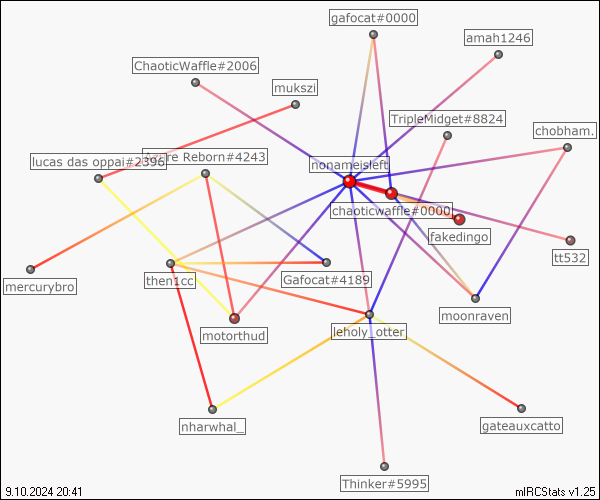 gafocat#0000
amah1246
ChaoticWaffle#2006
mukszi
TripleMidget#8824
chobham.
Azure Reborn#4243
lucas das oppai#2396
nonameisleft
chaoticwaffle#0000
fakedingo
tt532
mercurybro
then1cc
Gafocat#4189
moonraven
motorthud
leholy_otter
nharwhal_
gateauxcatto
Thinker#5995
9.10.2024 20:41
mIRCStats v1.25